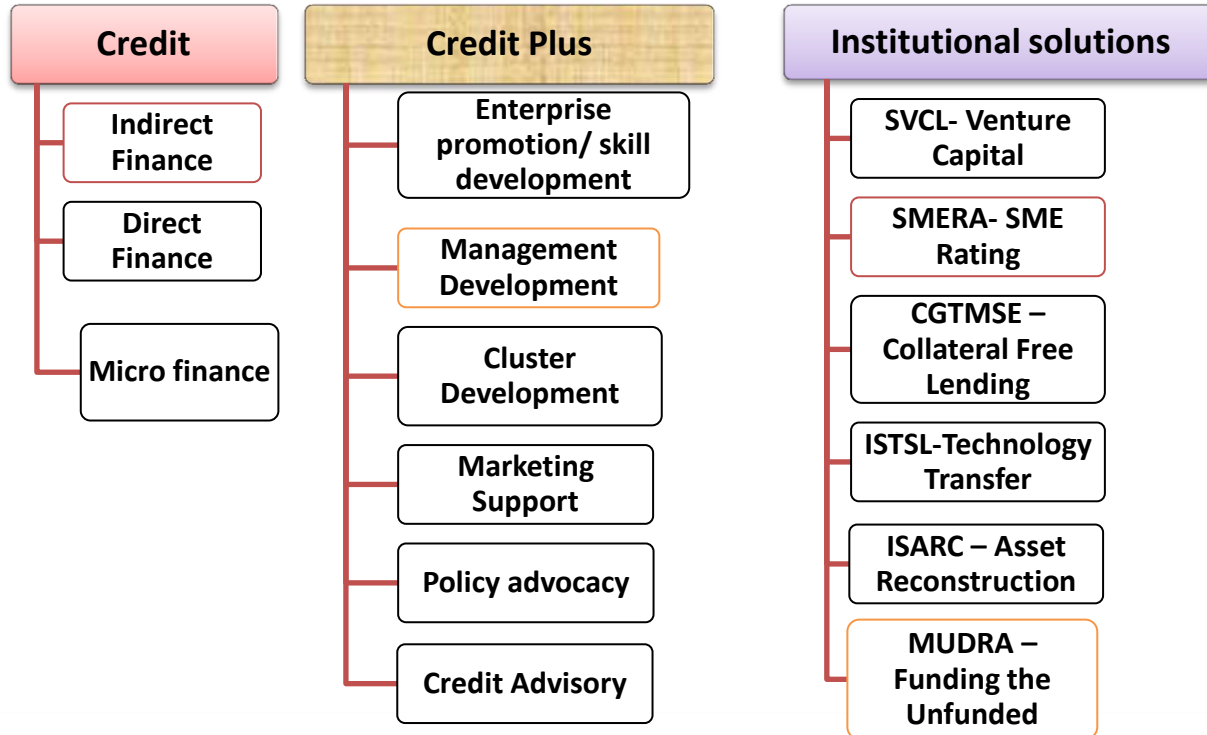 Credit
Indirect
Finance
Direct
Finance
Micro finance
Credit Plus
Enterprise
promotion/ skill
development
Management
Development
Cluster
Development
Marketing
Support
Policy advocacy
Credit Advisory
Institutional solutions
SVCL- Venture
Capital
SMERA- SME
Rating
CGTMSE –
Collateral Free
Lending
ISTSL-Technology
Transfer
ISARC – Asset
Reconstruction
MUDRA –
Funding the
Unfunded